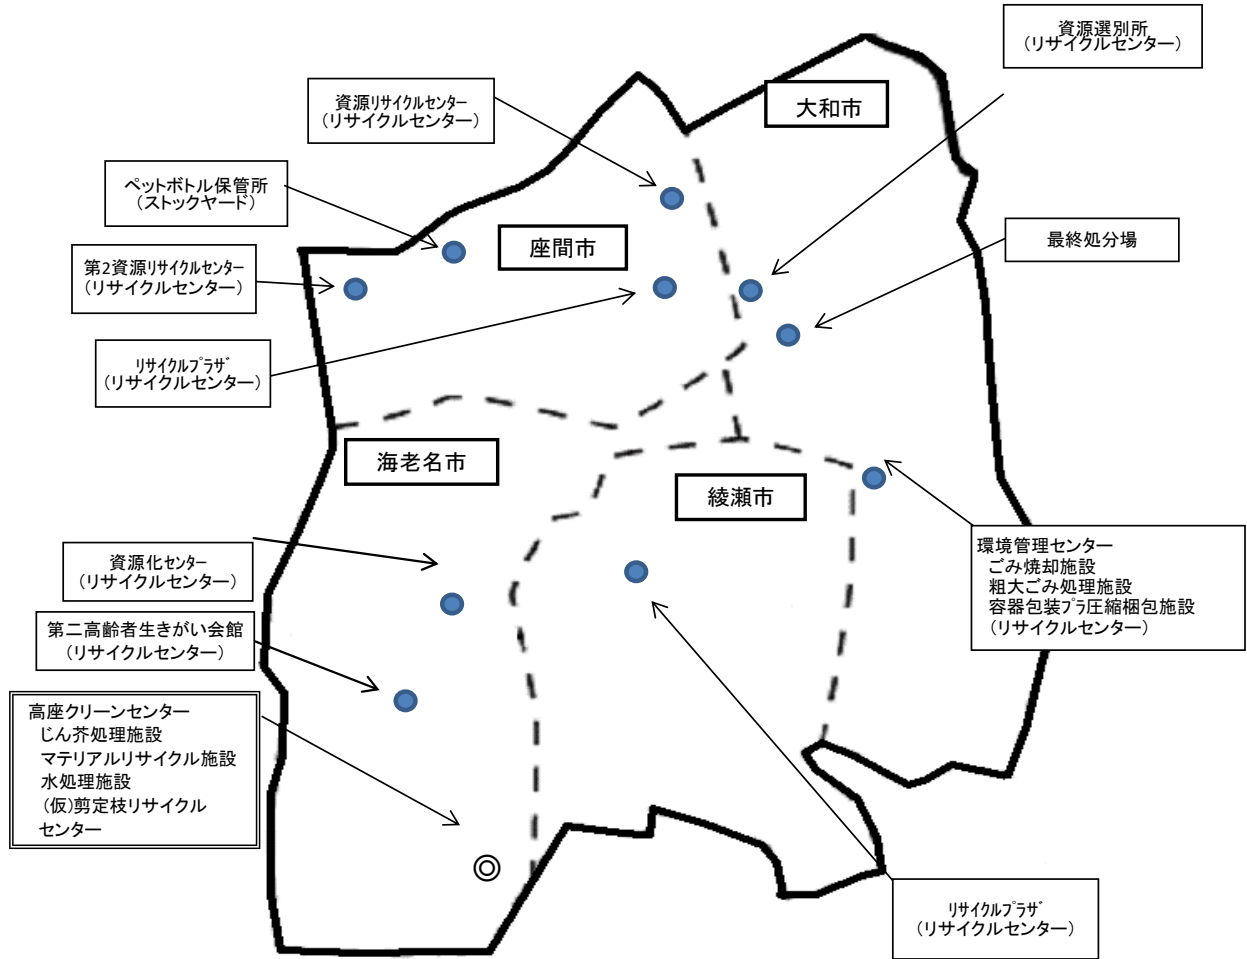 資源選別所
(リサイクルセンター)
大和市
資源ﾘｻｲｸﾙｾﾝﾀｰ
(リサイクルセンター)
ペットボトル保管所
(ストックヤード)
座間市
最終処分場
第2資源ﾘｻｲｸﾙｾﾝﾀｰ
(リサイクルセンター)
ﾘｻｲｸﾙﾌﾟﾗｻﾞ
(リサイクルセンター)
海老名市
綾瀬市
資源化ｾﾝﾀｰ
(リサイクルセンター)
環境管理センター
ごみ焼却施設
粗大ごみ処理施設
容器包装ﾌﾟﾗ圧縮梱包施設
(リサイクルセンター)
第二高齢者生きがい会館
(リサイクルセンター)
高座クリーンセンター
じん芥処理施設
マテリアルリサイクル施設
水処理施設
(仮)剪定枝リサイクル
センター
ﾘｻｲｸﾙﾌﾟﾗｻﾞ
(リサイクルセンター)